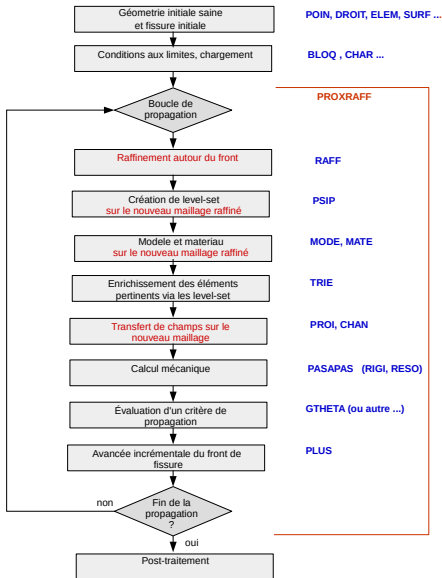 Géometrie initiale saine
et fissure initiale
POIN, DROIT, ELEM, SURF ...
Conditions aux limites, chargement
BLOQ , CHAR ...
Boucle de
propagation
PROXRAFF
Raffinement autour du front
RAFF
Création de level-set
sur le nouveau maillage raffiné
PSIP
Modele et materiau
sur le nouveau maillage raffiné
MODE, MATE
Enrichissement des éléments
pertinents via les level-set
TRIE
Transfert de champs sur le
nouveau maillage
PROI, CHAN
Calcul mécanique
PASAPAS (RIGI, RESO)
Évaluation d'un critère de
propagation
GTHETA (ou autre ...)
Avancée incrémentale du front de
fissure
PLUS
non
Fin de la
propagation
?
oui
Post-traitement